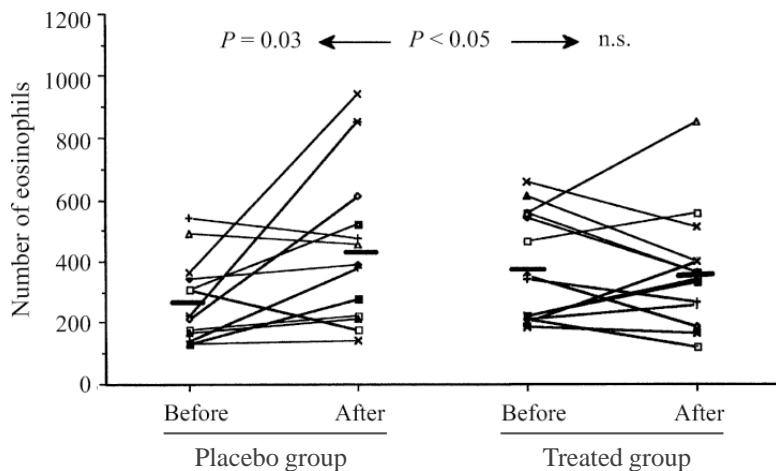 1200
P = 0.03 P < 0.05 n.s.
1000
800
600
400
200
0
Number of eosinophils
Before After Before After
Placebo group Treated group